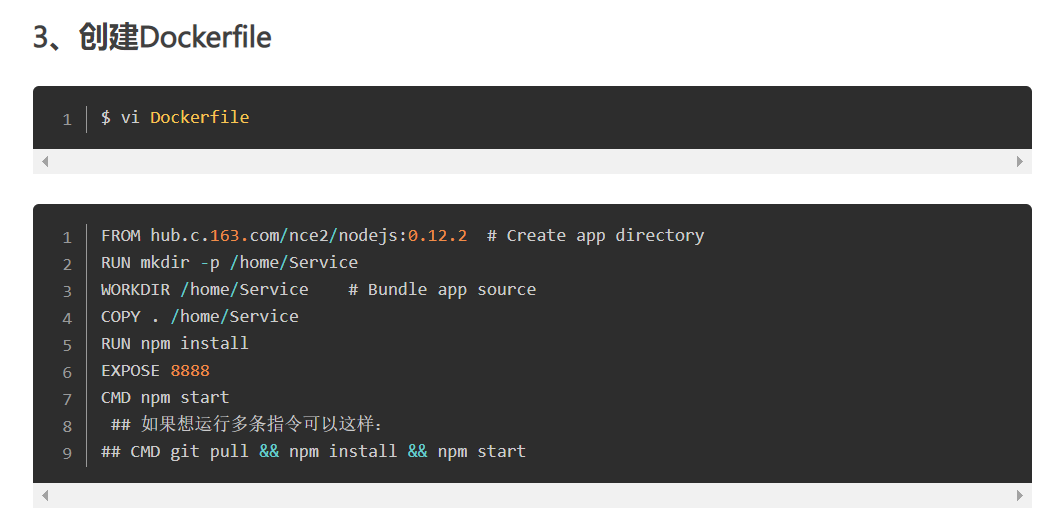 3、创建Dockerfile
1 $ vi Dockerfile
1 FROM hub.c.163.com/nce2/nodejs:0.12.2  # Create app directory
2 RUN mkdir -p /home/Service
3 WORKDIR /home/Service    # Bundle app source
4 COPY . /home/Service
5 RUN npm install
6 EXPOSE 8888
7 CMD npm start
8  ## 如果想运行多条指令可以这样：
9 ## CMD git pull && npm install && npm start